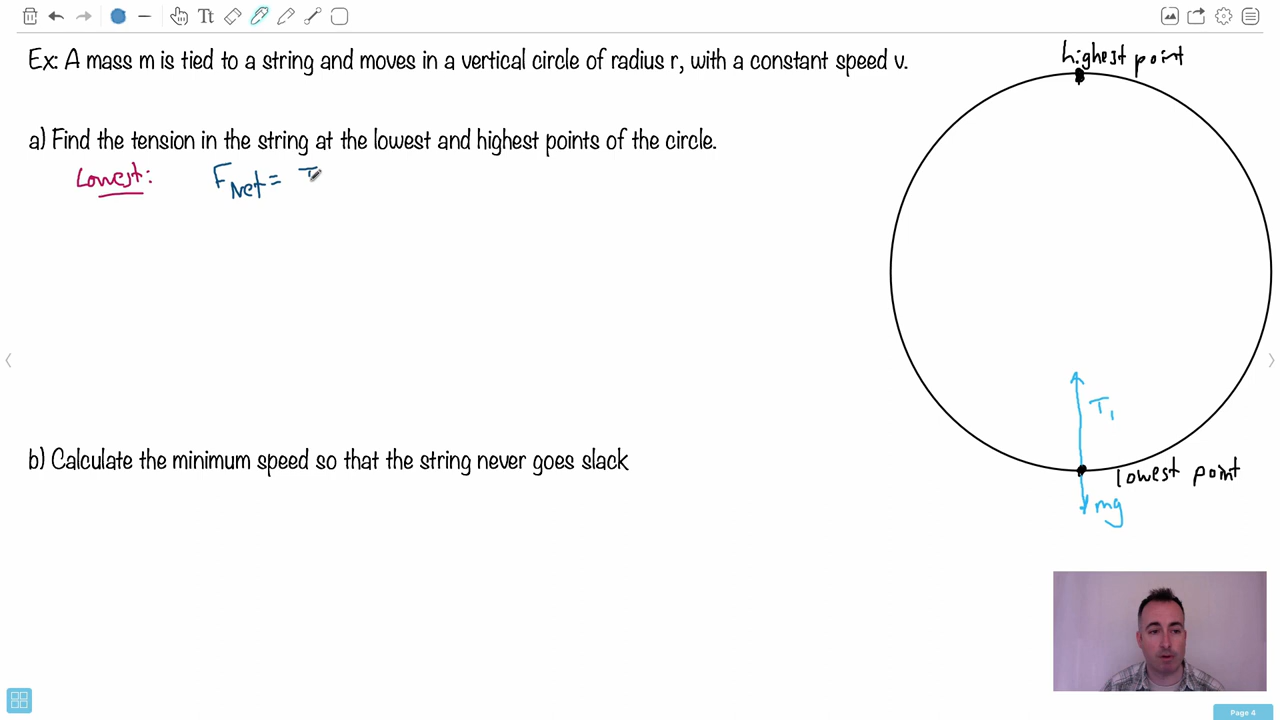 Tt
Ex: A mass m is tied to a string and moves in a vertical circle of radius r, with a constant speed v.
highest point
a) Find the tension in the string at the lowest and highest points of the circle.
Lowest: F Net = T
T1
b) Calculate the minimum speed so that the string never goes slack
lowest point
mg
Page 4